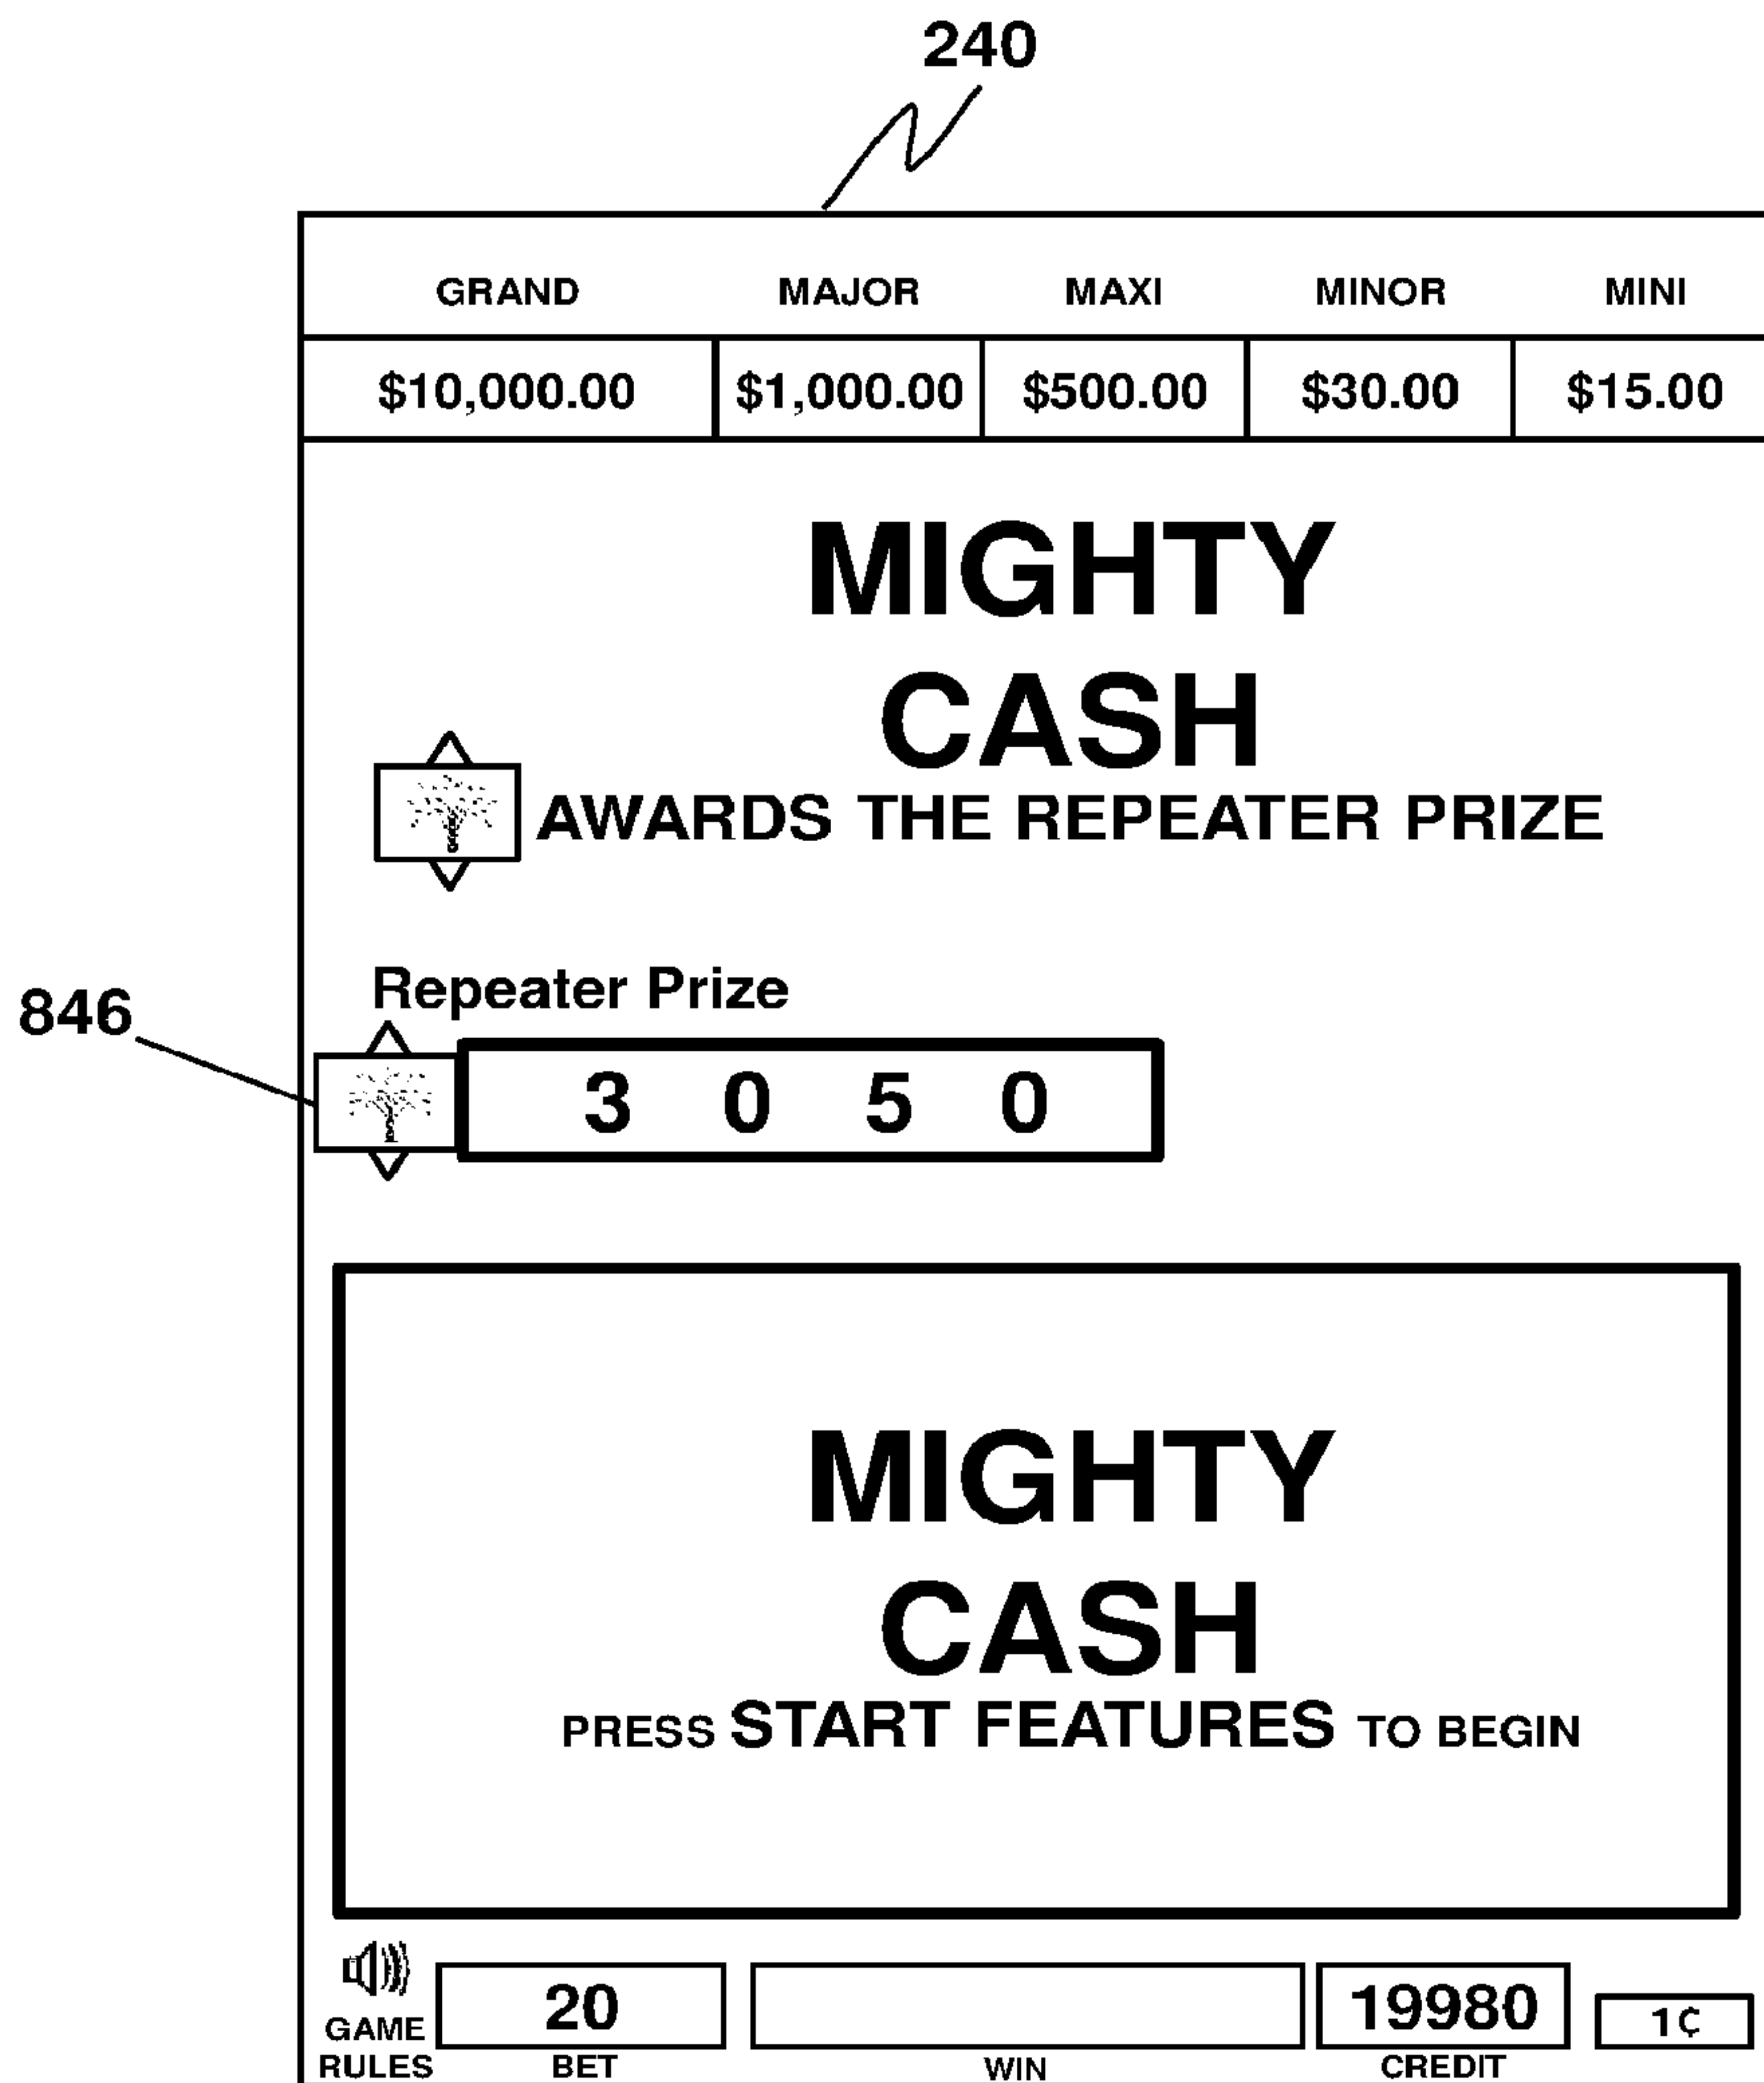 240
GRAND MAJOR MAXI MINOR MINI
$10,000.00 $1,000.00 $500.00 $30.00 $15.00
MIGHTY
CASH
AWARDS THE REPEATER PRIZE
Repeater Prize
846
3 0 5 0
MIGHTY
CASH
PRESS START FEATURES TO BEGIN
20 19980 1¢
GAME
RULES BET WIN CREDIT